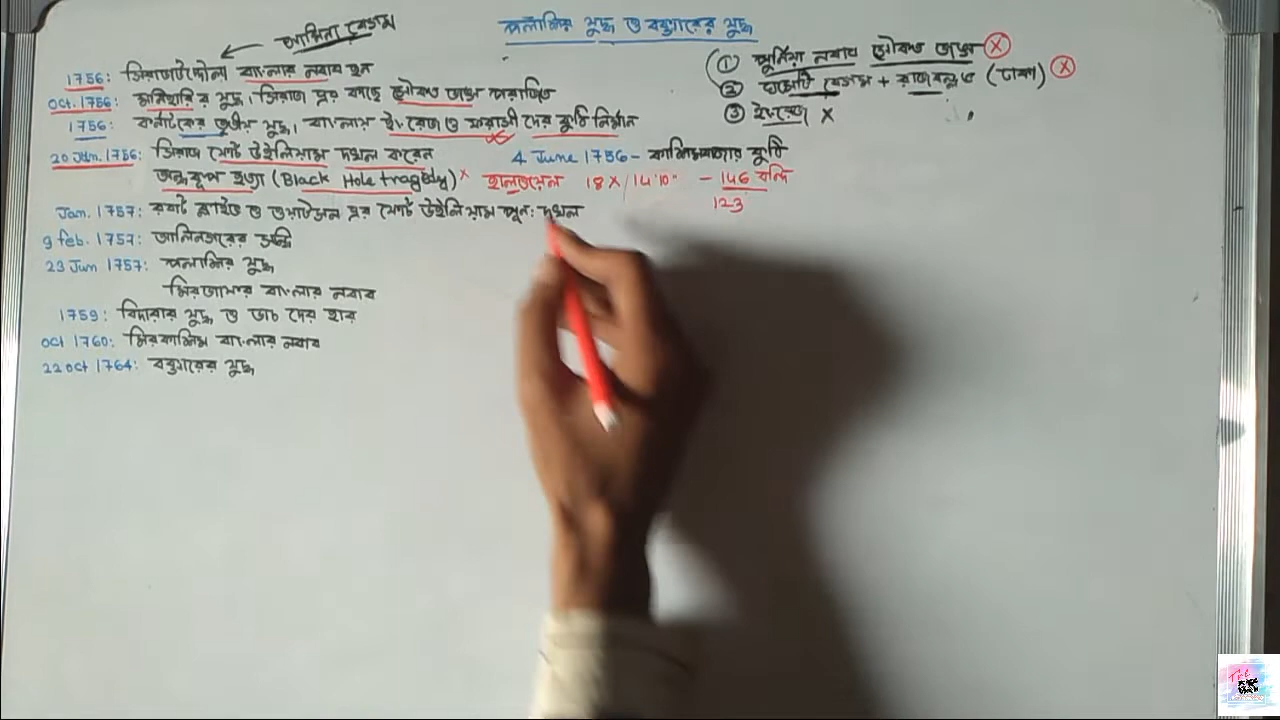 পলাশির যুদ্ধ ও বক্সারের যুদ্ধ
আমিনা বেগম
1756: সিরাজউদ্দৌলা বাংলার নবাব হন
Oct. 1756: মনিহারির যুদ্ধ। সিরাজ এর কাছে সৌকত জঙ্গ পরাজিত
1756: কর্নাটকের তৃতীয় যুদ্ধ। বাংলায় ইংরেজ ও ফরাসী দের কুঠি নির্মান
20 Jun. 1756: সিরাজ ফোর্ট উইলিয়াম দখল করেন 4 June 1756 - কাশিমবাজার কুঠি
অন্ধকূপ হত্যা (Black Hole tragedy) × হালওয়েল 18 × 14'10" - 146 বন্দি
123
Jan. 1757: রবার্ট ক্লাইভ ও ওয়াটসন এর ফোর্ট উইলিয়াম পুন: দখল
9 feb. 1757: আলিনগরের সন্ধি
23 Jun 1757: পলাশির যুদ্ধ
মিরজাফর বাংলার নবাব
1759: বিদারার যুদ্ধ ও ডাচ দের হার
Oct 1760: মিরকাশিম বাংলার নবাব
22 Oct 1764: বক্সারের যুদ্ধ
① পূর্নিয়া নবাব সৌকত জঙ্গ ×
② ঘসেটি বেগম + রাজবল্লভ (ঢাকা) ×
③ ইংরেজ ×